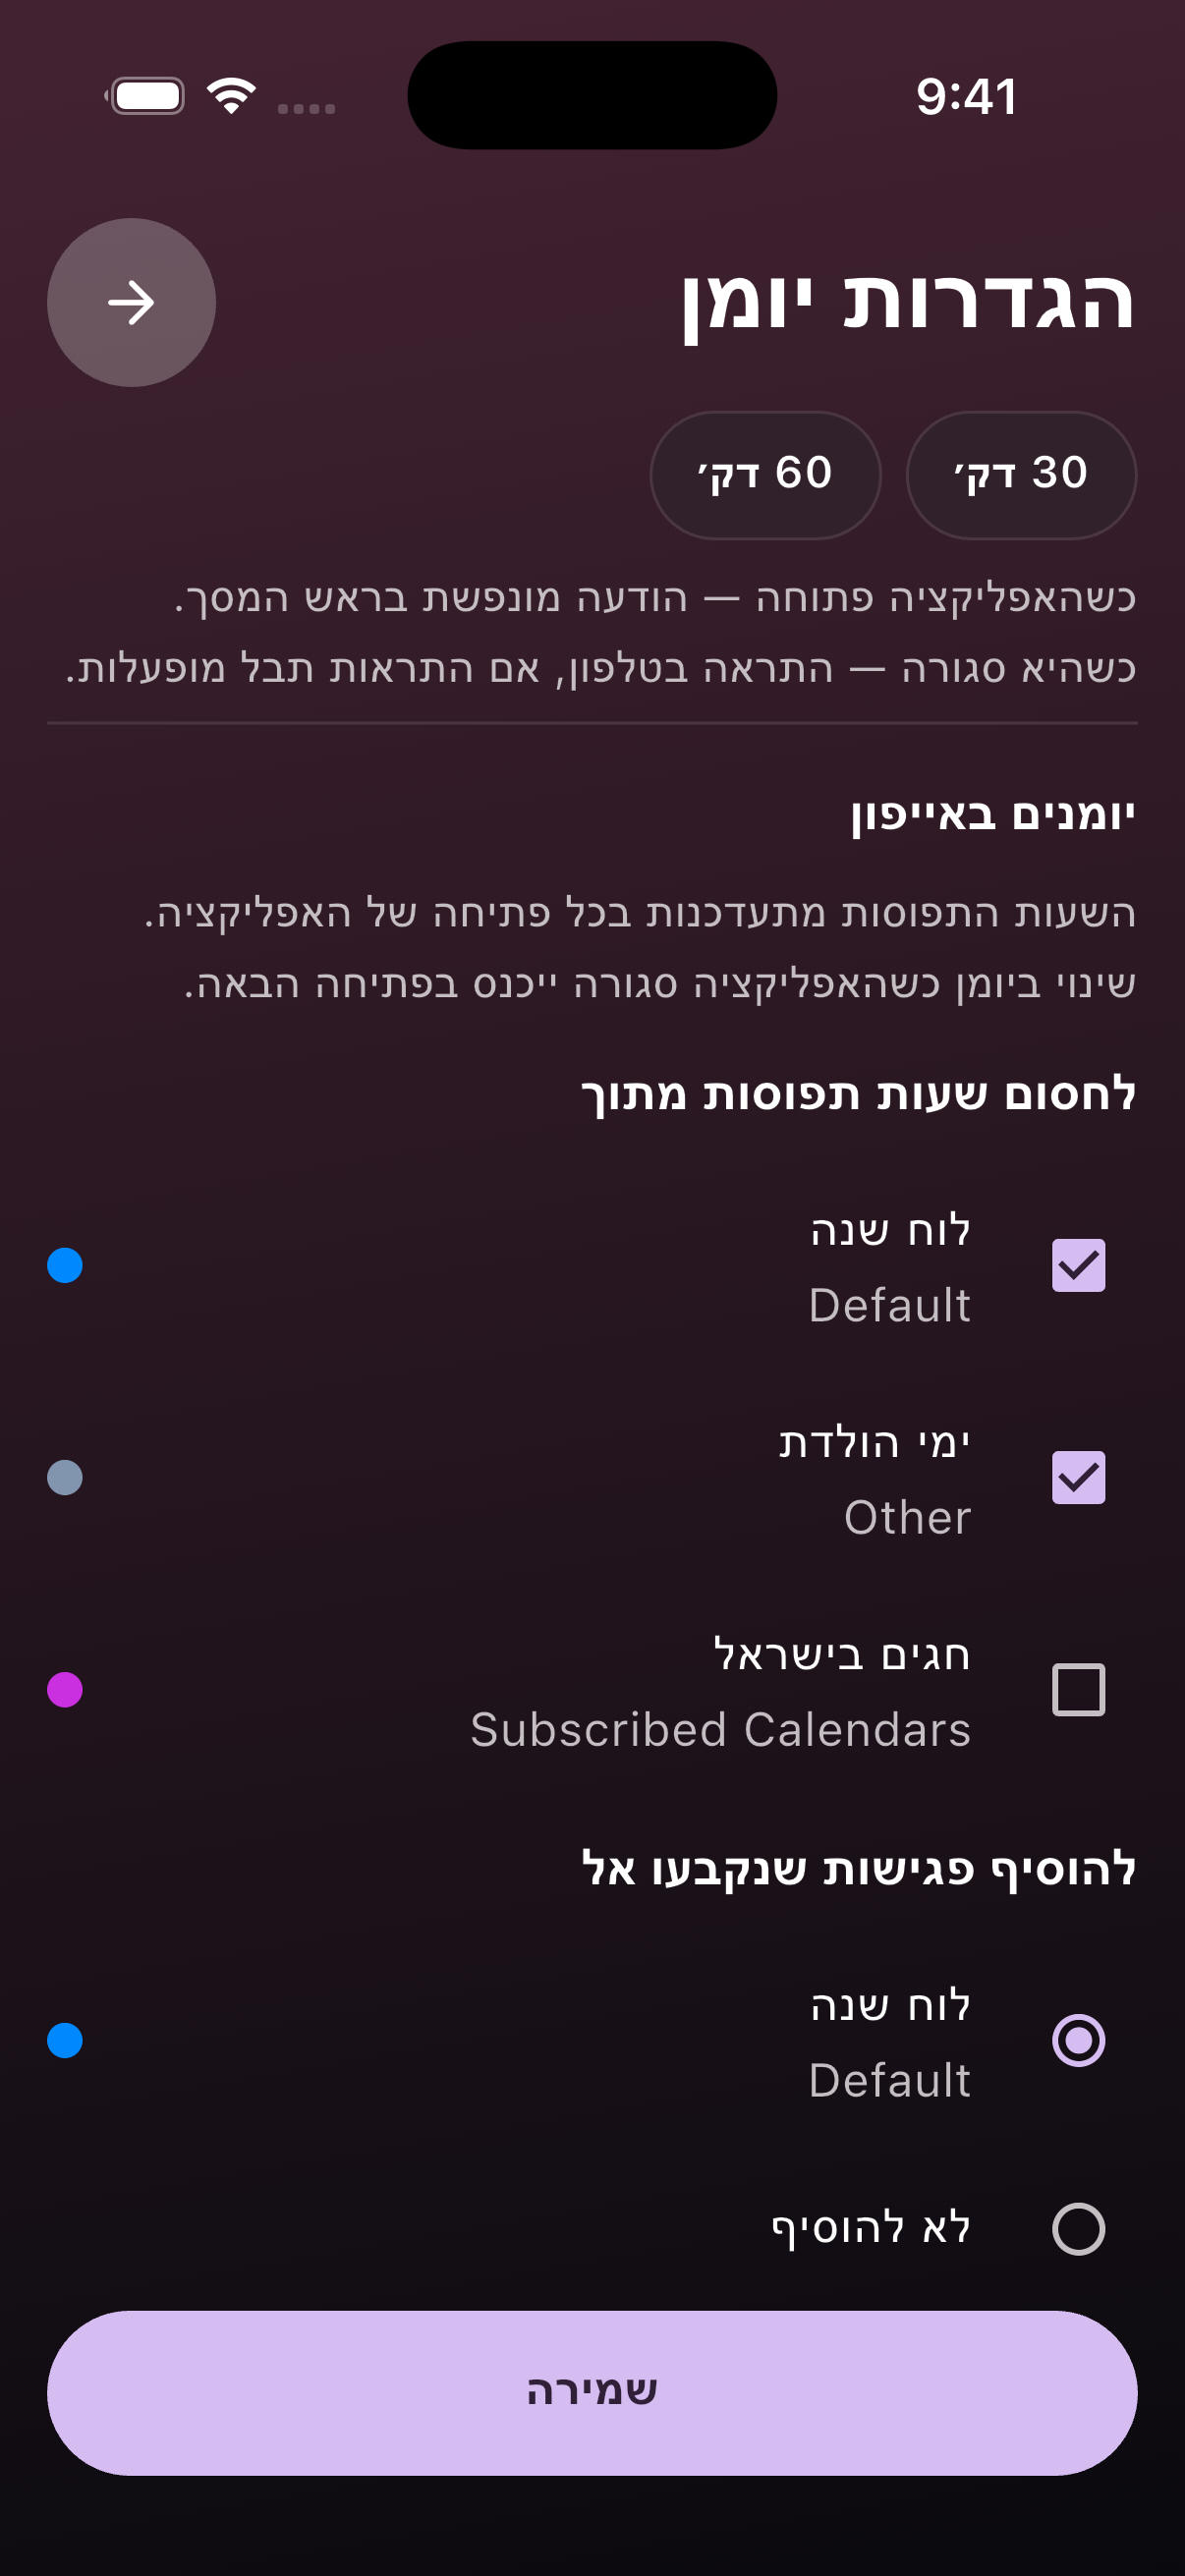 9:41
הגדרות יומן
30 דק׳
60 דק׳
כשהאפליקציה פתוחה — הודעה מונפשת בראש המסך.
כשהיא סגורה — התראה בטלפון, אם התראות תבל מופעלות.
יומנים באייפון
השעות התפוסות מתעדכנות בכל פתיחה של האפליקציה.
שינוי ביומן כשהאפליקציה סגורה ייכנס בפתיחה הבאה.
לחסום שעות תפוסות מתוך
לוח שנה
Default
ימי הולדת
Other
חגים בישראל
Subscribed Calendars
להוסיף פגישות שנקבעו אל
לוח שנה
Default
לא להוסיף
שמירה